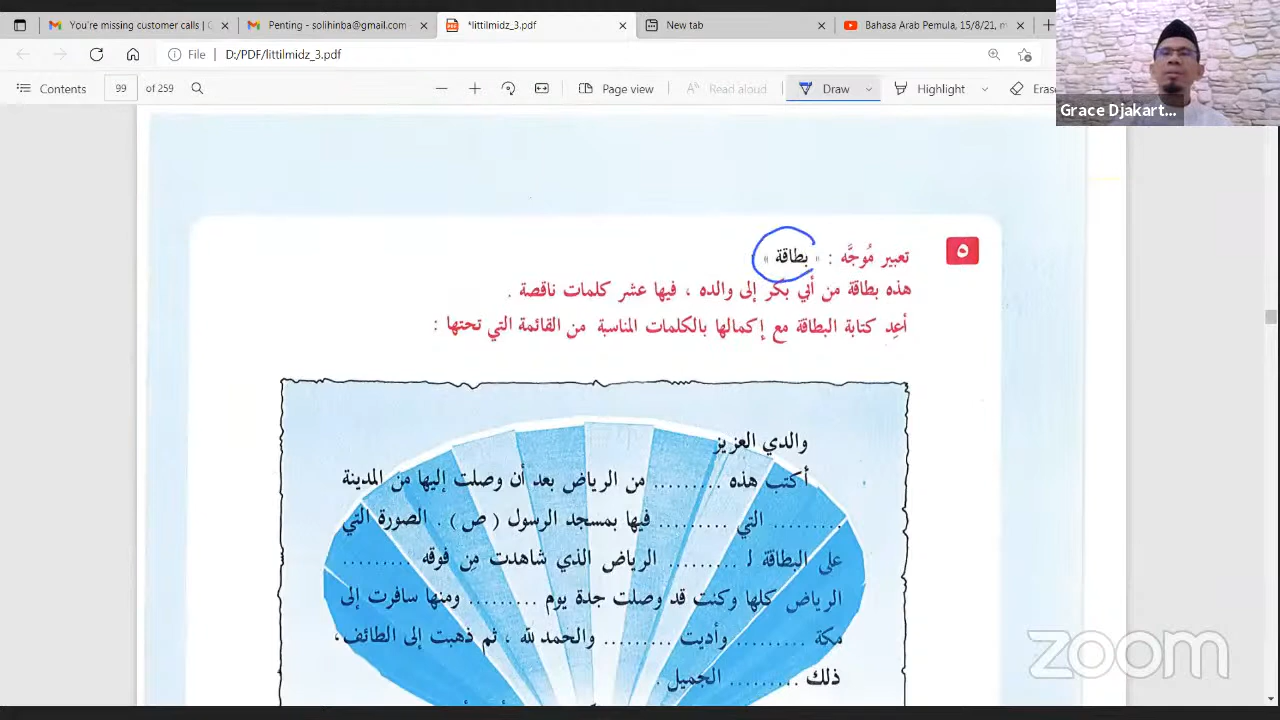 You're missing customer calls |
Penting - solihinba@gmail
*littilmidz_3.pdf
New tab
Bahasa Arab Pemula, 15/8/21, m
File
D:/PDF/littilmidz_3.pdf
Contents
99
of 259
Page view
Read aloud
Draw
Highlight
Eras
Grace Djakart...
٥
تعبير مُوجَّه : « بطاقة »
هذه بطاقة من أبي بكر إلى والده ، فيها عشر كلمات ناقصة .
أعِد كتابة البطاقة مع إكمالها بالكلمات المناسبة من القائمة التي تحتها :
والدي العزيز
أكتب هذه ......... من الرياض بعد أن وصلت إليها من المدينة
......... التي ......... فيها بمسجد الرسول ( ص ) . الصورة التي
على البطاقة لـ ......... الرياض الذي شاهدت مِن فوقه .........
الرياض كلها وكنت قد وصلت جدة يوم ......... ومنها سافرت إلى
مكة ......... وأديت ......... والحمد لله ، ثم ذهبت إلى الطائف،
ذلك ......... الجميل .
zoom